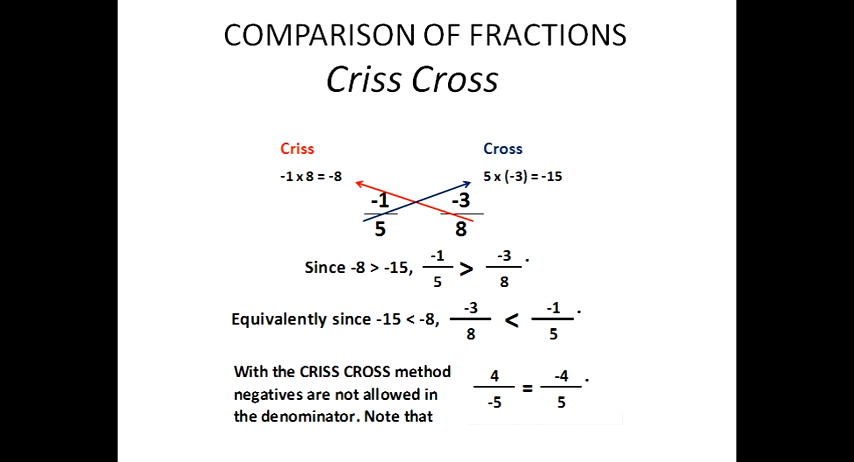 COMPARISON OF FRACTIONS
Criss Cross
Criss Cross
-1 x 8 = -8 5 x (-3) = -15
-1 -3
5 8
Since -8 > -15, -1/5 > -3/8.
Equivalently since -15 < -8, -3/8 < -1/5.
With the CRISS CROSS method
negatives are not allowed in
the denominator. Note that 4/-5 = -4/5.